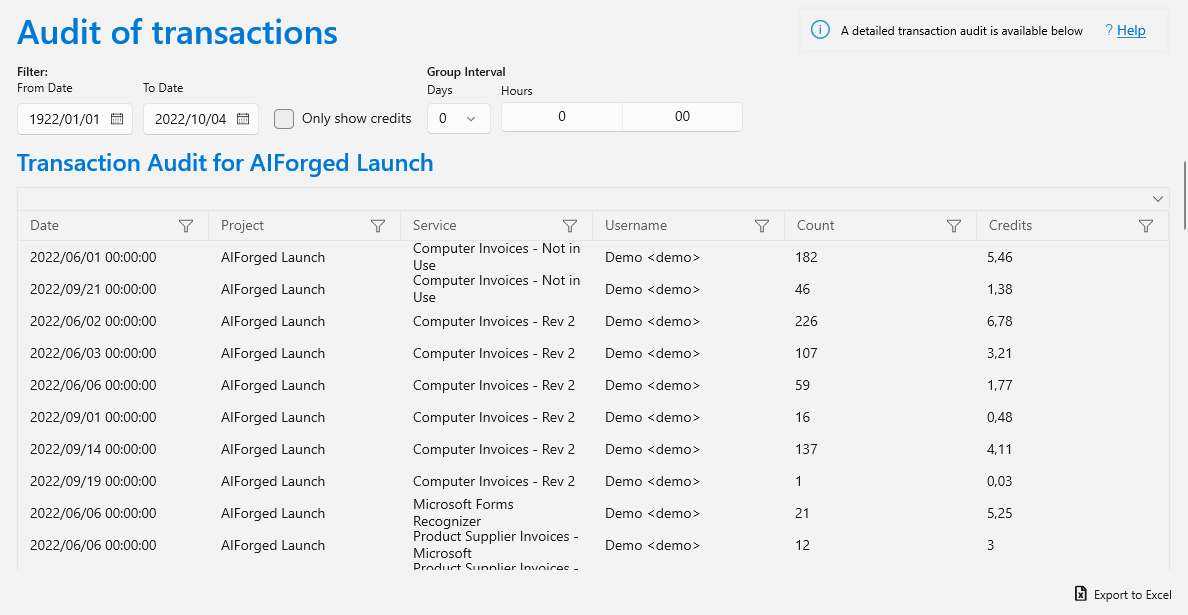 Audit of transactions
A detailed transaction audit is available below ? Help
Filter:
From Date To Date
Group Interval
Days Hours
1922/01/01 2022/10/04 Only show credits 0 0 00
Transaction Audit for AIForged Launch
Date Project Service Username Count Credits
2022/06/01 00:00:00 AIForged Launch Computer Invoices - Not in Use Demo <demo> 182 5,46
2022/09/21 00:00:00 AIForged Launch Computer Invoices - Not in Use Demo <demo> 46 1,38
2022/06/02 00:00:00 AIForged Launch Computer Invoices - Rev 2 Demo <demo> 226 6,78
2022/06/03 00:00:00 AIForged Launch Computer Invoices - Rev 2 Demo <demo> 107 3,21
2022/06/06 00:00:00 AIForged Launch Computer Invoices - Rev 2 Demo <demo> 59 1,77
2022/09/01 00:00:00 AIForged Launch Computer Invoices - Rev 2 Demo <demo> 16 0,48
2022/09/14 00:00:00 AIForged Launch Computer Invoices - Rev 2 Demo <demo> 137 4,11
2022/09/19 00:00:00 AIForged Launch Computer Invoices - Rev 2 Demo <demo> 1 0,03
2022/06/06 00:00:00 AIForged Launch Microsoft Forms Recognizer Demo <demo> 21 5,25
2022/06/06 00:00:00 AIForged Launch Product Supplier Invoices - Microsoft Demo <demo> 12 3
Product Supplier Invoices -
Export to Excel